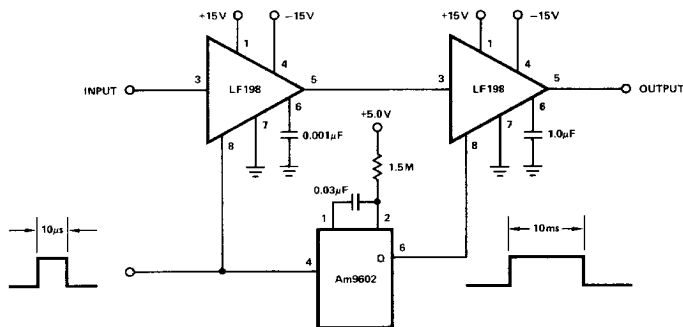 +15V
-15V
+15V
-15V
1
4
1
4
INPUT
3
LF198
5
3
LF198
5
OUTPUT
6
6
7
7
8
0.001μF
8
1.0μF
+5.0V
1.5M
0.03μF
1
2
10μs
10ms
4
Q
6
Am9602